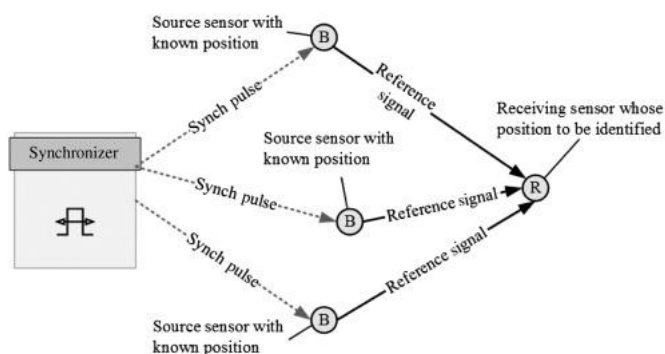 Source sensor with
known position
B
Reference
signal
Synch pulse
Receiving sensor whose
position to be identified
Source sensor with
known position
Synchronizer
R
Synch pulse
Reference signal
B
Synch pulse
Reference signal
B
Source sensor with
known position